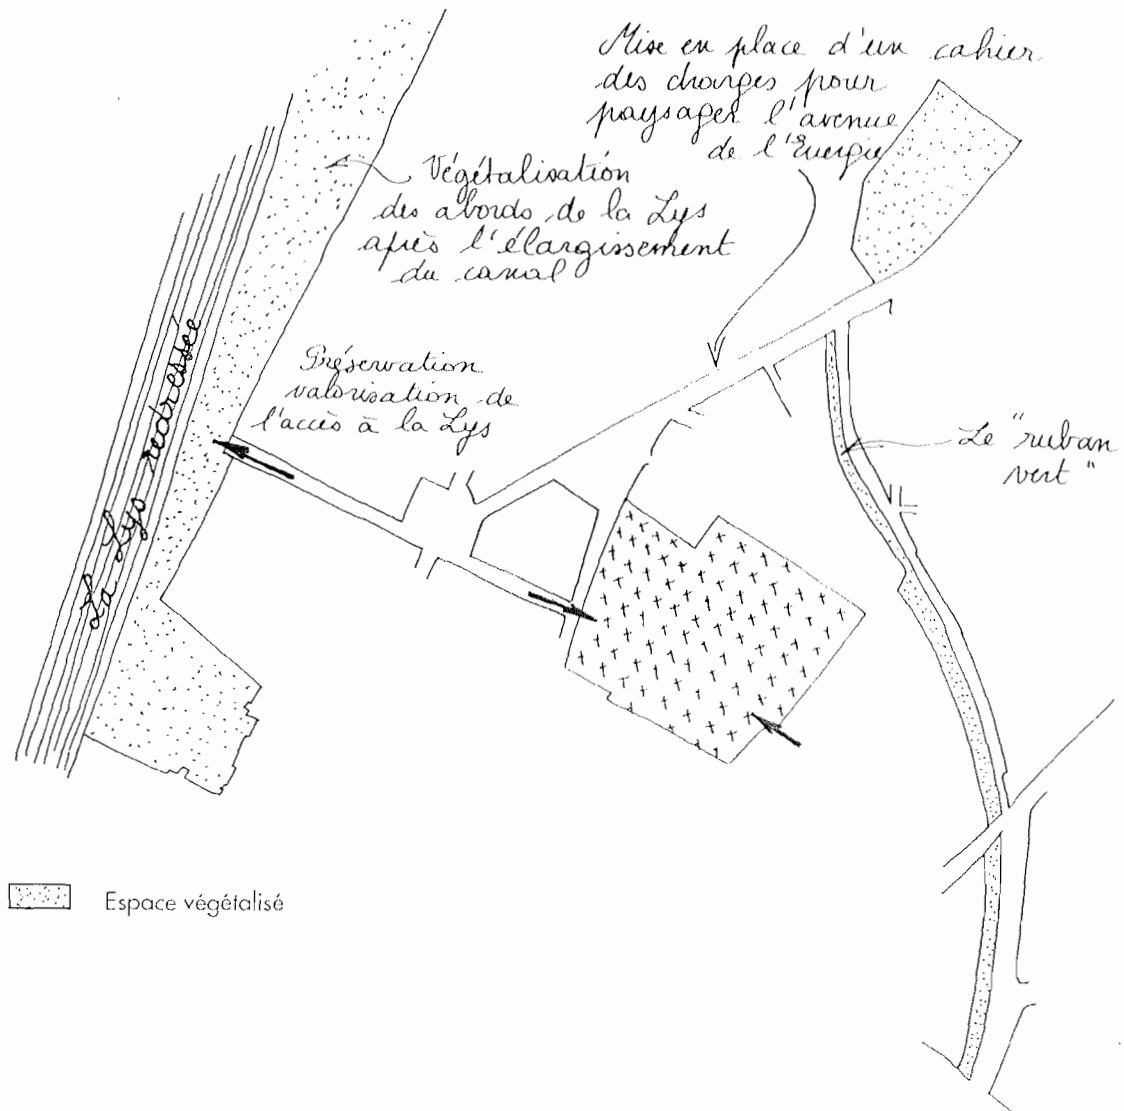 Mise en place d'un cahier
des charges pour
paysager l'avenue
de l'Énergie
Végétalisation
des abords de la Lys
après l'élargissement
du canal
La Lys redressée
Préservation
valorisation de
l'accès à la Lys
Le "ruban
vert"
Espace végétalisé